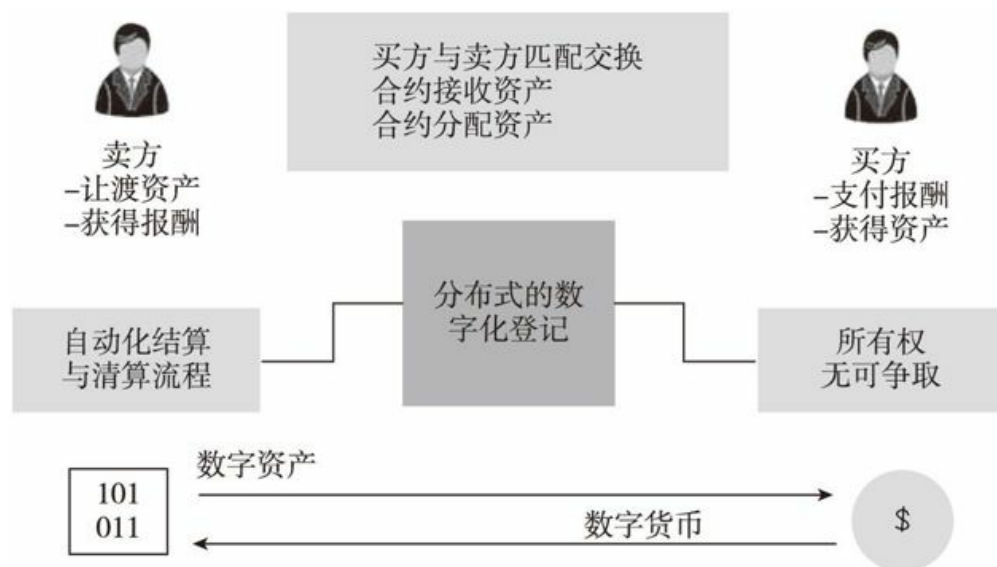 买方与卖方匹配交换
合约接收资产
合约分配资产
卖方
–让渡资产
–获得报酬
买方
–支付报酬
–获得资产
分布式的数
字化登记
自动化结算
与清算流程
所有权
无可争取
数字资产
101
011
数字货币
$